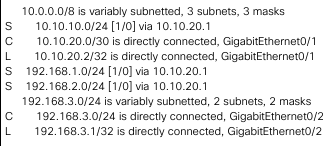 10.0.0.0/8 is variably subnetted, 3 subnets, 3 masks
S 10.10.10.0/24 [1/0] via 10.10.20.1
C 10.10.20.0/30 is directly connected, GigabitEthernet0/1
L 10.10.20.2/32 is directly connected, GigabitEthernet0/1
S 192.168.1.0/24 [1/0] via 10.10.20.1
S 192.168.2.0/24 [1/0] via 10.10.20.1
192.168.3.0/24 is variably subnetted, 2 subnets, 2 masks
C 192.168.3.0/24 is directly connected, GigabitEthernet0/2
L 192.168.3.1/32 is directly connected, GigabitEthernet0/2